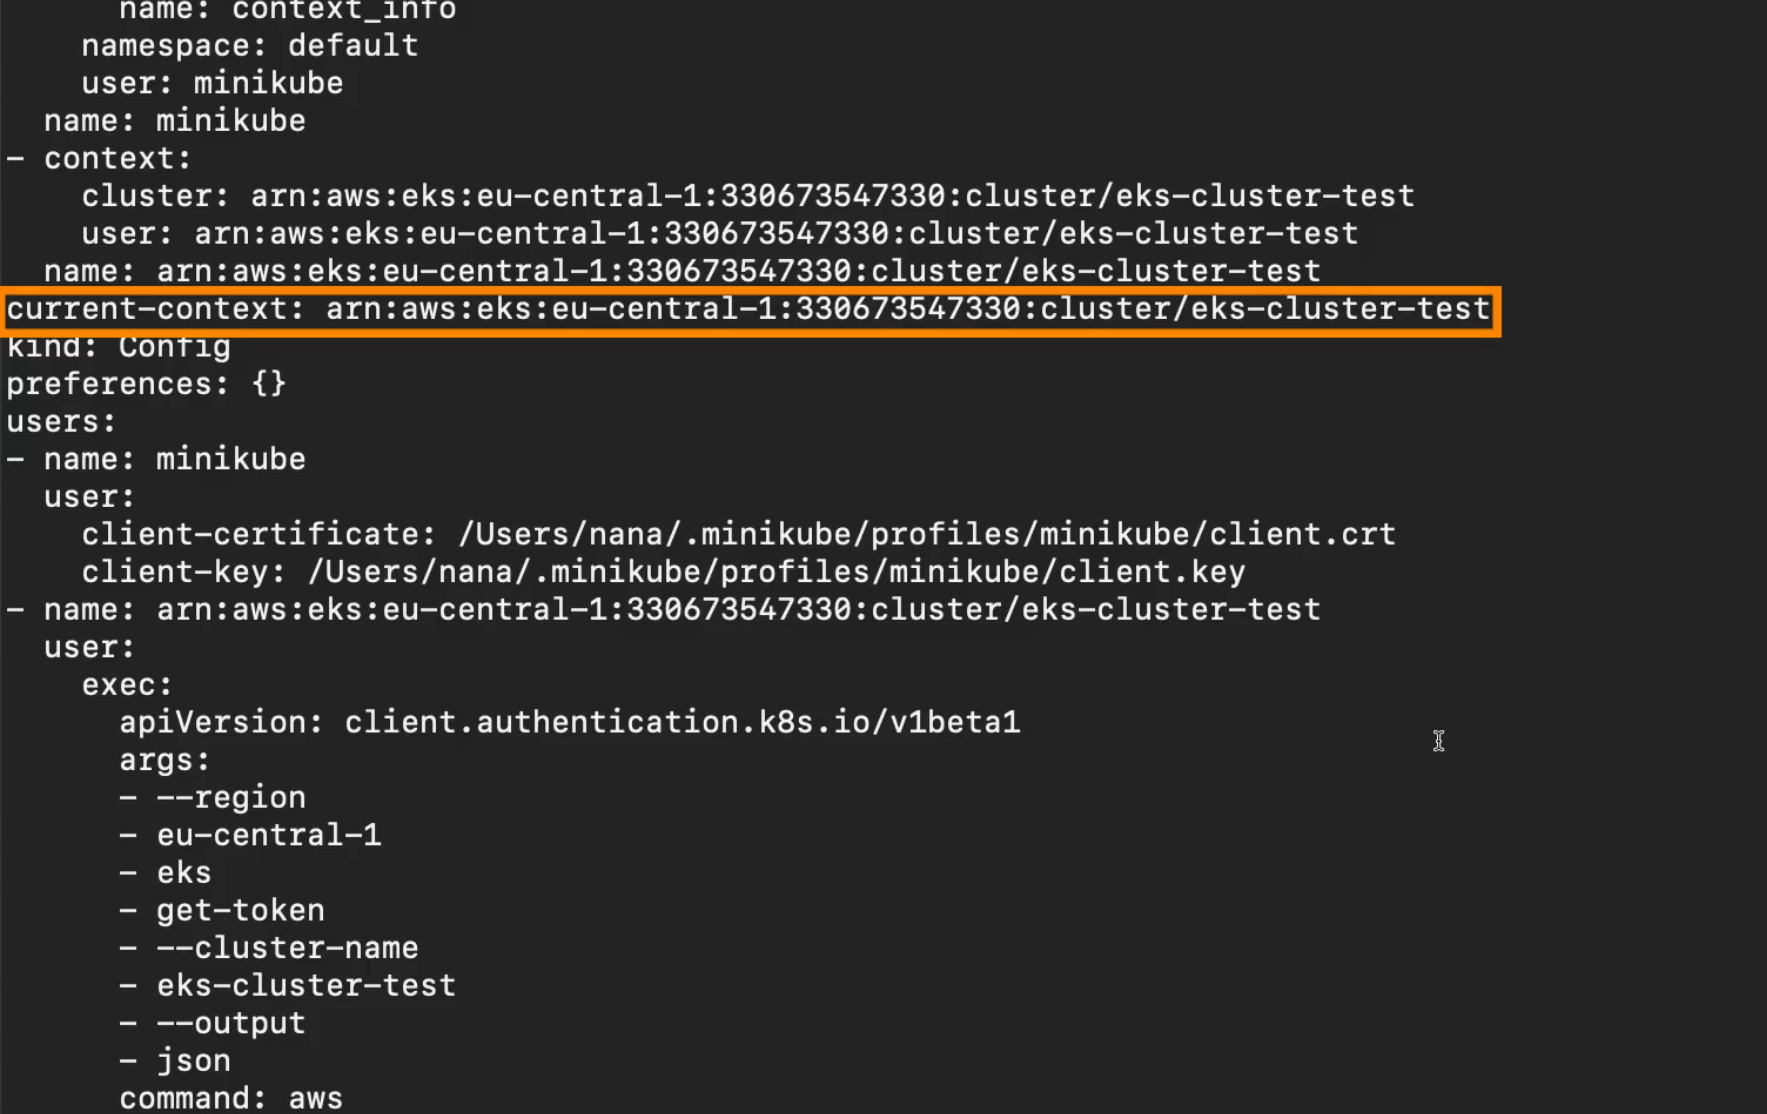 name: context_info
    namespace: default
    user: minikube
  name: minikube
- context:
    cluster: arn:aws:eks:eu-central-1:330673547330:cluster/eks-cluster-test
    user: arn:aws:eks:eu-central-1:330673547330:cluster/eks-cluster-test
  name: arn:aws:eks:eu-central-1:330673547330:cluster/eks-cluster-test
current-context: arn:aws:eks:eu-central-1:330673547330:cluster/eks-cluster-test
kind: Config
preferences: {}
users:
- name: minikube
  user:
    client-certificate: /Users/nana/.minikube/profiles/minikube/client.crt
    client-key: /Users/nana/.minikube/profiles/minikube/client.key
- name: arn:aws:eks:eu-central-1:330673547330:cluster/eks-cluster-test
  user:
    exec:
      apiVersion: client.authentication.k8s.io/v1beta1
      args:
      - --region
      - eu-central-1
      - eks
      - get-token
      - --cluster-name
      - eks-cluster-test
      - --output
      - json
      command: aws